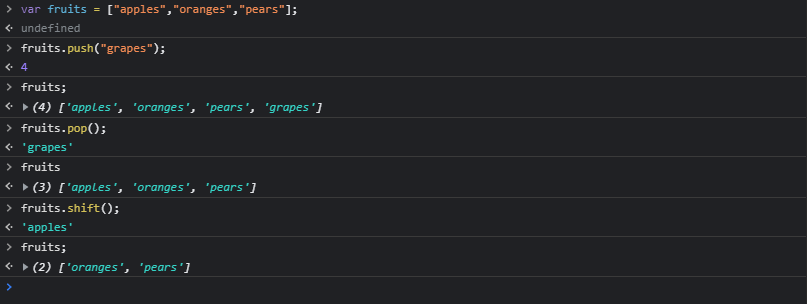 > var fruits = ["apples","oranges","pears"];
<· undefined
> fruits.push("grapes");
<· 4
> fruits;
<· ▶(4) ['apples', 'oranges', 'pears', 'grapes']
> fruits.pop();
<· 'grapes'
> fruits
<· ▶(3) ['apples', 'oranges', 'pears']
> fruits.shift();
<· 'apples'
> fruits;
<· ▶(2) ['oranges', 'pears']
>